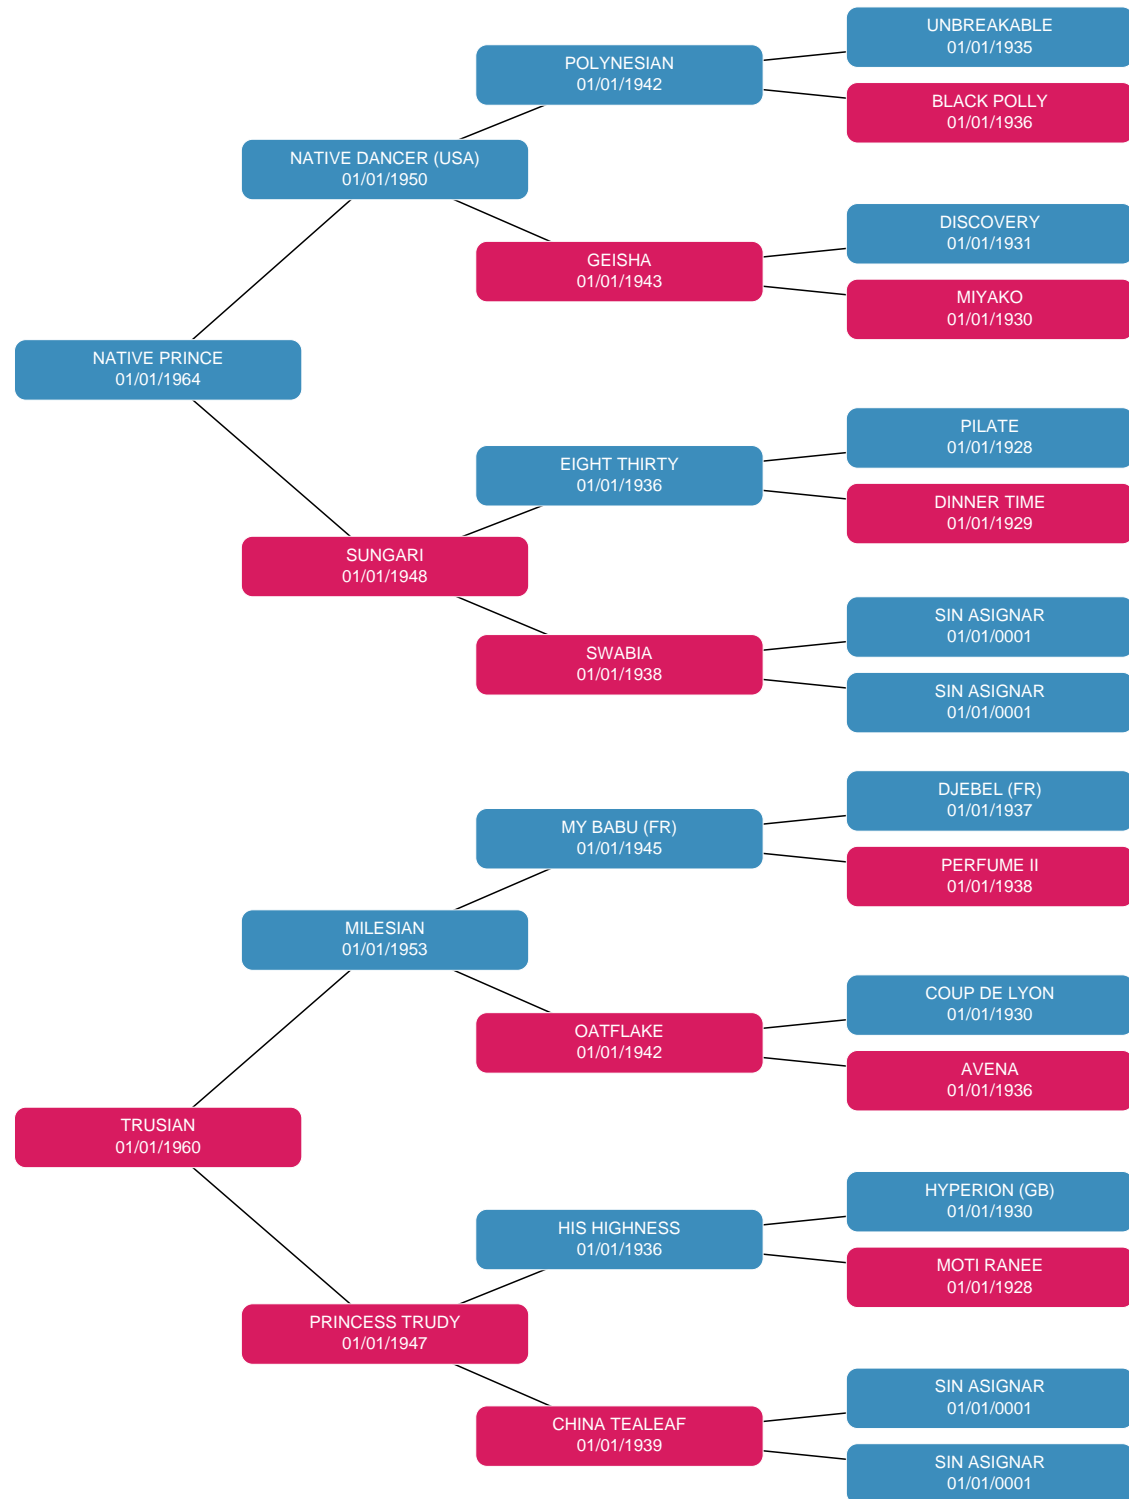 UNBREAKABLE
01/01/1935
POLYNESIAN
01/01/1942
BLACK POLLY
01/01/1936
NATIVE DANCER (USA)
01/01/1950
DISCOVERY
01/01/1931
GEISHA
01/01/1943
MIYAKO
01/01/1930
NATIVE PRINCE
01/01/1964
PILATE
01/01/1928
EIGHT THIRTY
01/01/1936
DINNER TIME
01/01/1929
SUNGARI
01/01/1948
SIN ASIGNAR
01/01/0001
SWABIA
01/01/1938
SIN ASIGNAR
01/01/0001
DJEBEL (FR)
01/01/1937
MY BABU (FR)
01/01/1945
PERFUME II
01/01/1938
MILESIAN
01/01/1953
COUP DE LYON
01/01/1930
OATFLAKE
01/01/1942
AVENA
01/01/1936
TRUSIAN
01/01/1960
HYPERION (GB)
01/01/1930
HIS HIGHNESS
01/01/1936
MOTI RANEE
01/01/1928
PRINCESS TRUDY
01/01/1947
SIN ASIGNAR
01/01/0001
CHINA TEALEAF
01/01/1939
SIN ASIGNAR
01/01/0001